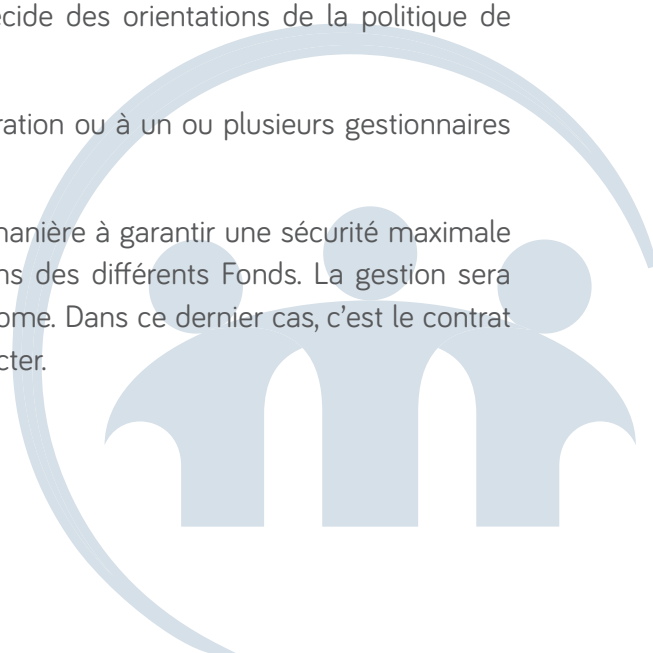 cide des orientations de la politique de
ration ou à un ou plusieurs gestionnaires
manière à garantir une sécurité maximale
ns des différents Fonds. La gestion sera
ome. Dans ce dernier cas, c’est le contrat
cter.